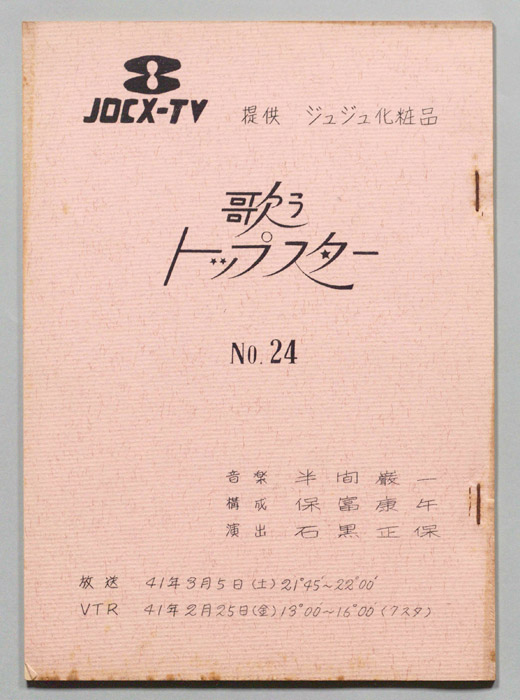 8
JOCX-TV 提供 ジュジュ化粧品
歌う
トップスター
No. 24
音楽 半間巌一
構成 保富康午
演出 石黒正保
放送 41年3月5日(土)21°45′~22°00′
VTR 41年2月25日(金)13°00~16°00(7スタ)